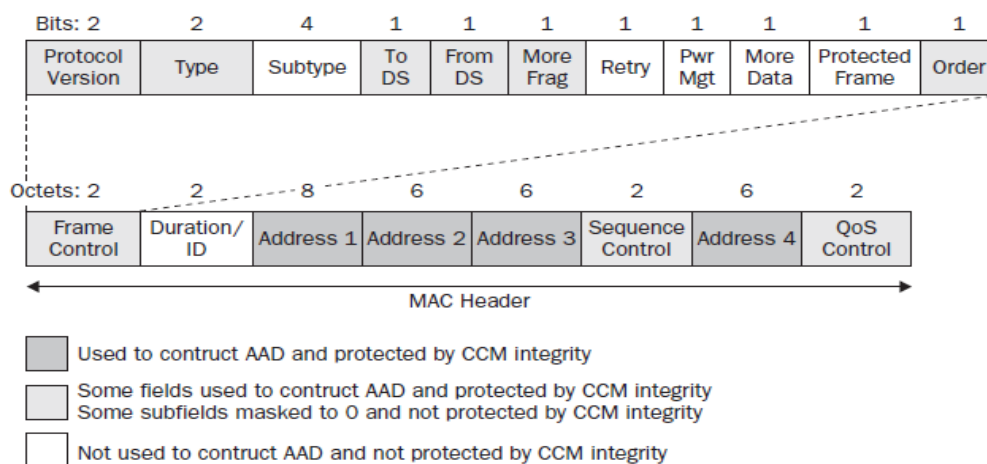 Bits: 2 2 4 1 1 1 1 1 1 1 1
Protocol Version Type Subtype To DS From DS More Frag Retry Pwr Mgt More Data Protected Frame Order
Octets: 2 2 8 6 6 2 6 2
Frame Control Duration/ ID Address 1 Address 2 Address 3 Sequence Control Address 4 QoS Control
MAC Header
Used to contruct AAD and protected by CCM integrity
Some fields used to contruct AAD and protected by CCM integrity
Some subfields masked to 0 and not protected by CCM integrity
Not used to contruct AAD and not protected by CCM integrity